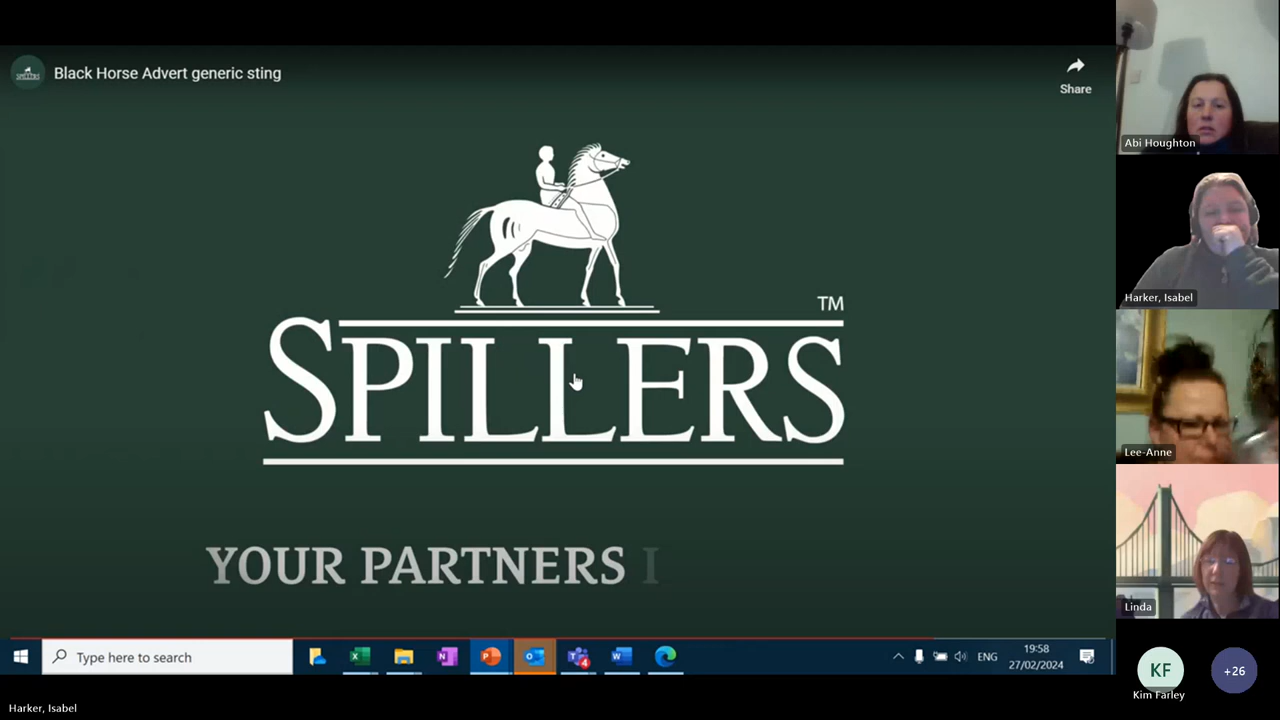 Black Horse Advert generic sting
Share
TM
SPILLERS
YOUR PARTNERS I
Type here to search
4
ENG
19:58
27/02/2024
Abi Houghton
Harker, Isabel
Lee-Anne
Linda
KF
Kim Farley
+26
Harker, Isabel